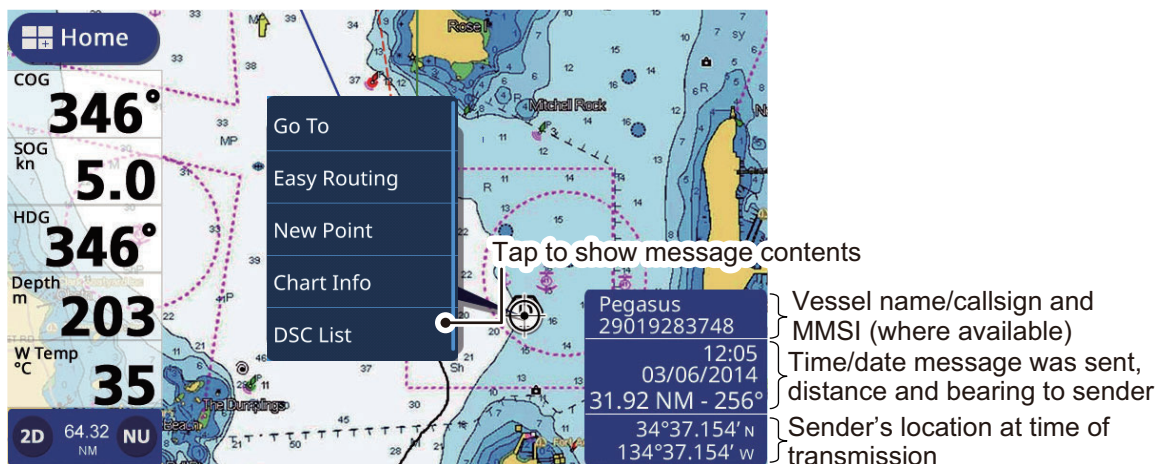 Home
COG
346°
SOG
kn
5.0
HDG
346°
Depth
m
203
W Temp
°C
35
2D
64.32
NM
NU
Go To
Easy Routing
New Point
Chart Info
DSC List
Rose I
Mitchell Rock
Tap to show message contents
Pegasus
29019283748
Vessel name/callsign and
MMSI (where available)
12:05
03/06/2014
31.92 NM - 256°
Time/date message was sent,
distance and bearing to sender
34°37.154′ N
134°37.154′ W
Sender's location at time of
transmission